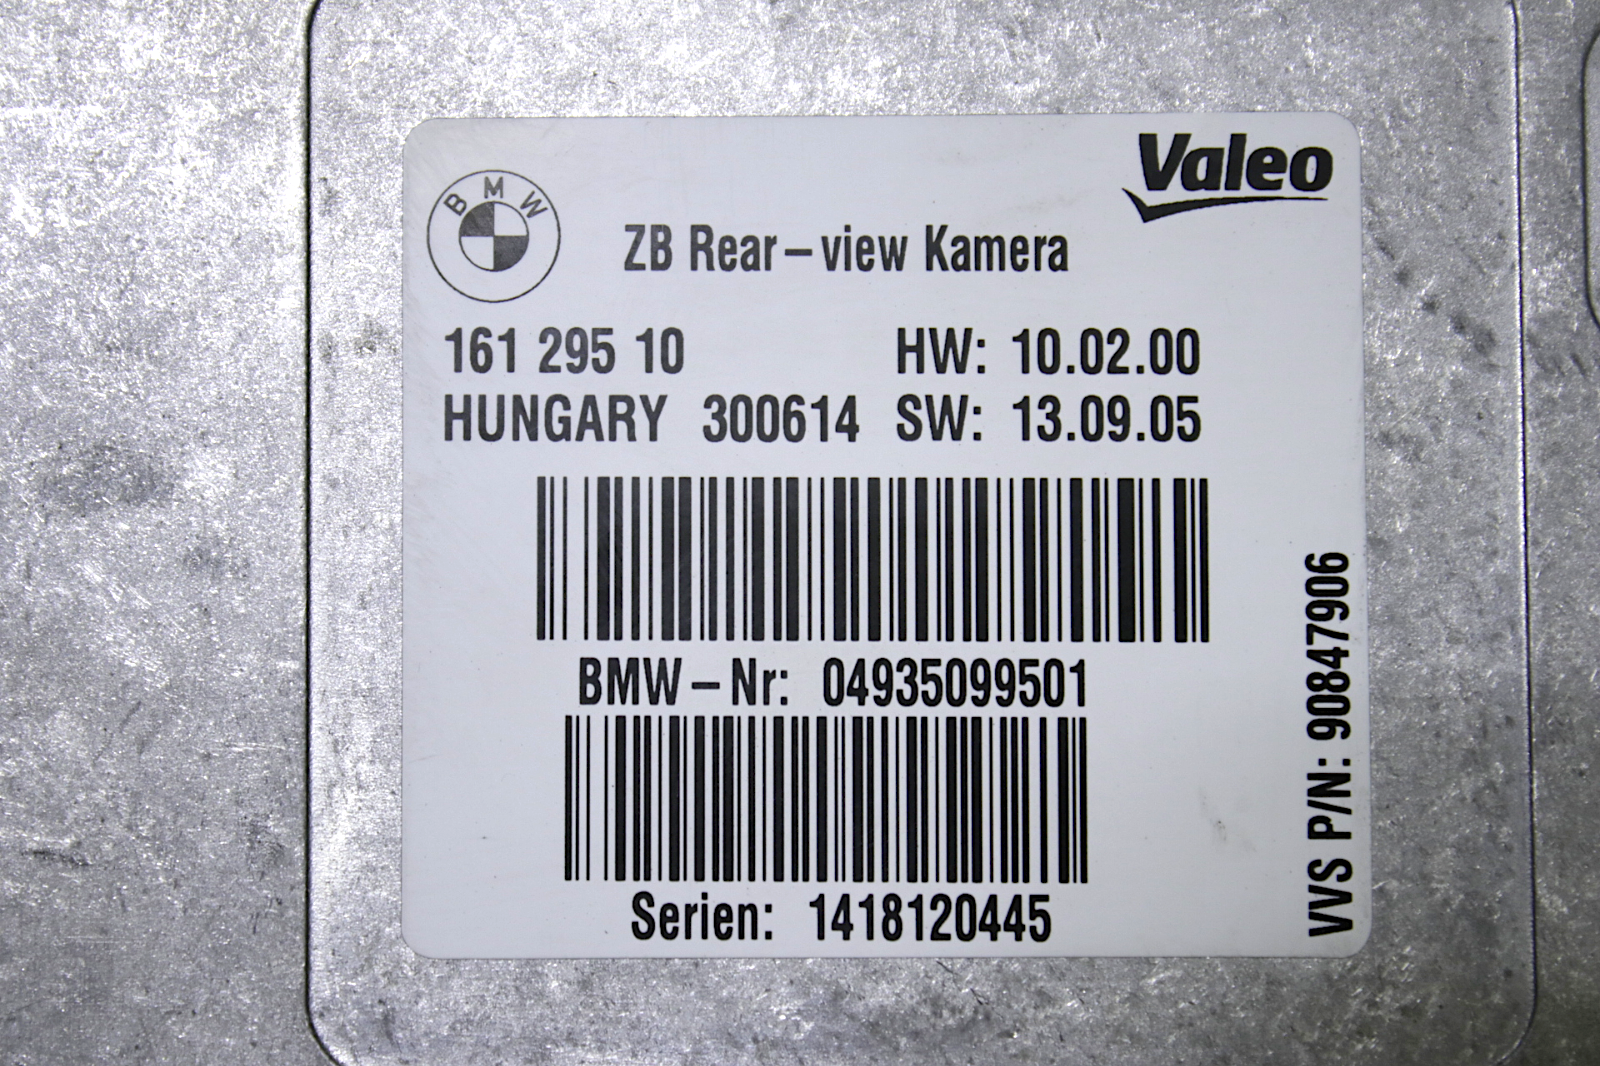 BMW
Valeo
ZB Rear-view Kamera
161 295 10 HW: 10.02.00
HUNGARY 300614 SW: 13.09.05
BMW-Nr: 04935099501
Serien: 1418120445
VVS P/N: 90847906